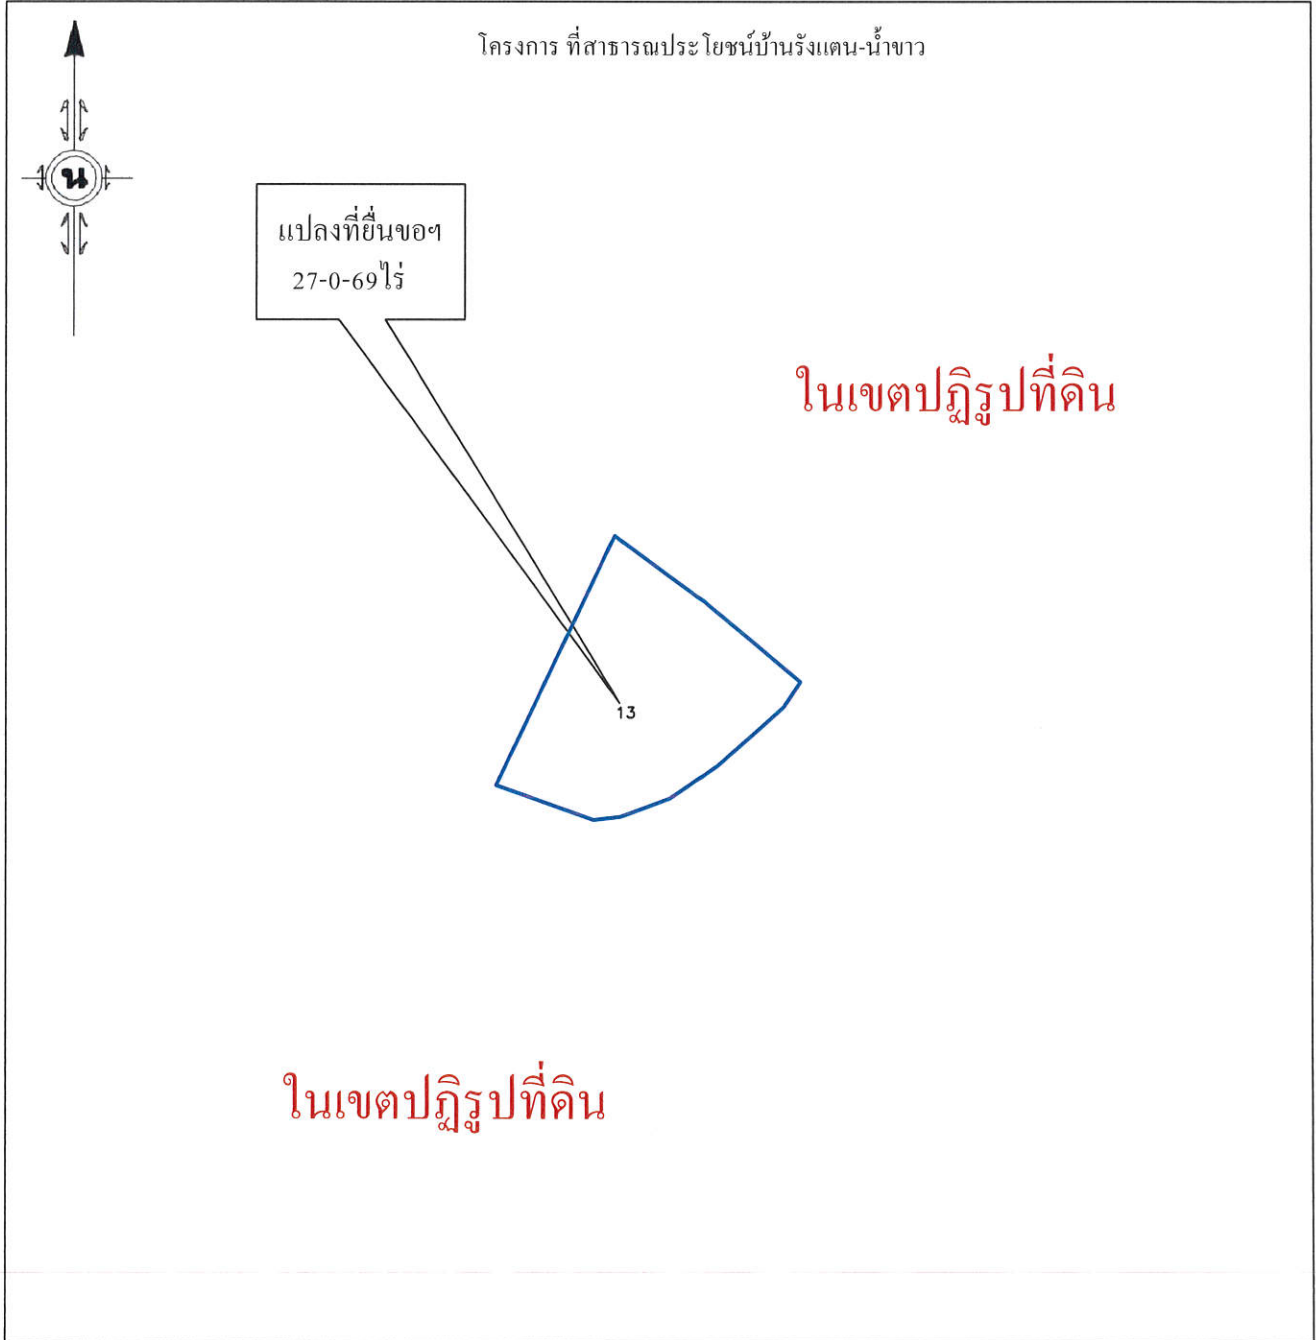 โครงการ ที่สาธารณประโยชน์บ้านรังแตน-น้ำขาว
น
แปลงที่ยื่นขอฯ
27-0-69ไร่
ในเขตปฏิรูปที่ดิน
13
ในเขตปฏิรูปที่ดิน